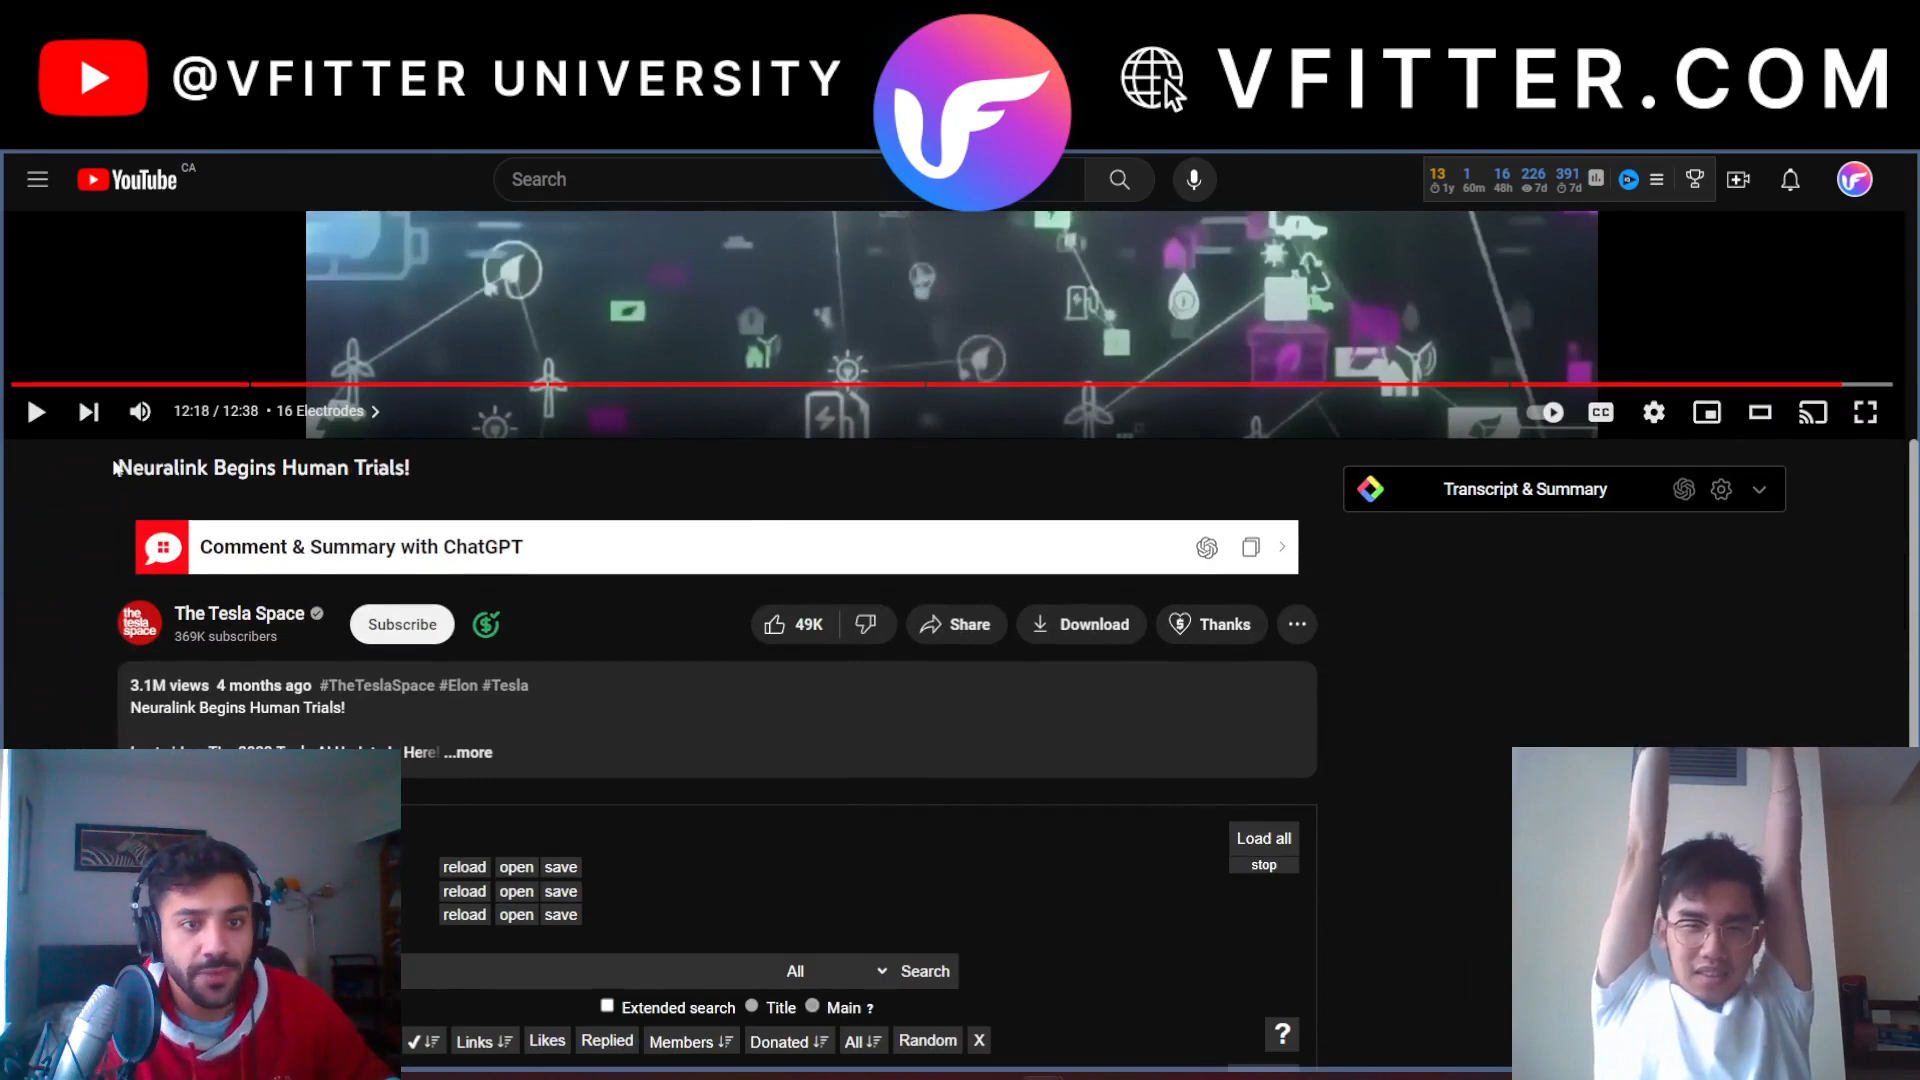 @VFITTER UNIVERSITY
VFITTER.COM
YouTube CA
Search
13 1 16 226 391
1y 60m 48h 7d 7d
12:18 / 12:38 • 16 Electrodes
CC
Neuralink Begins Human Trials!
Transcript & Summary
Comment & Summary with ChatGPT
the tesla space
The Tesla Space
369K subscribers
Subscribe
49K
Share
Download
Thanks
3.1M views 4 months ago #TheTeslaSpace #Elon #Tesla
Neuralink Begins Human Trials!
Here! ...more
Load all
stop
reload open save
reload open save
reload open save
All Search
Extended search Title Main ?
Links Likes Replied Members Donated All Random X
?